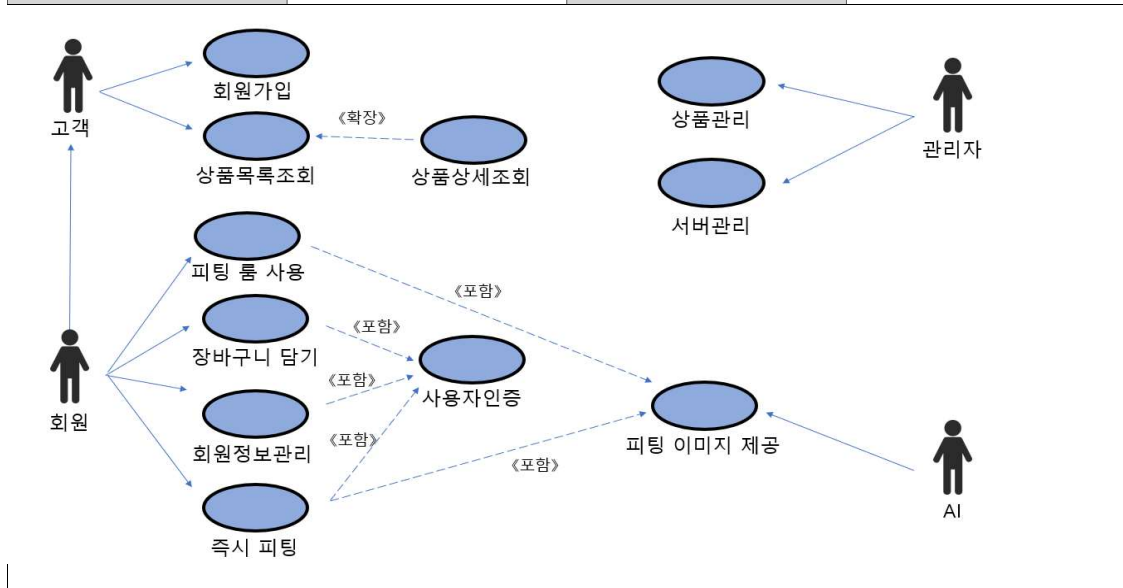 회원가입
고객
《확장》
상품목록조회
상품상세조회
상품관리
관리자
서버관리
피팅 룸 사용
《포함》
장바구니 담기
《포함》
사용자인증
《포함》
회원
회원정보관리
《포함》
피팅 이미지 제공
《포함》
즉시 피팅
AI